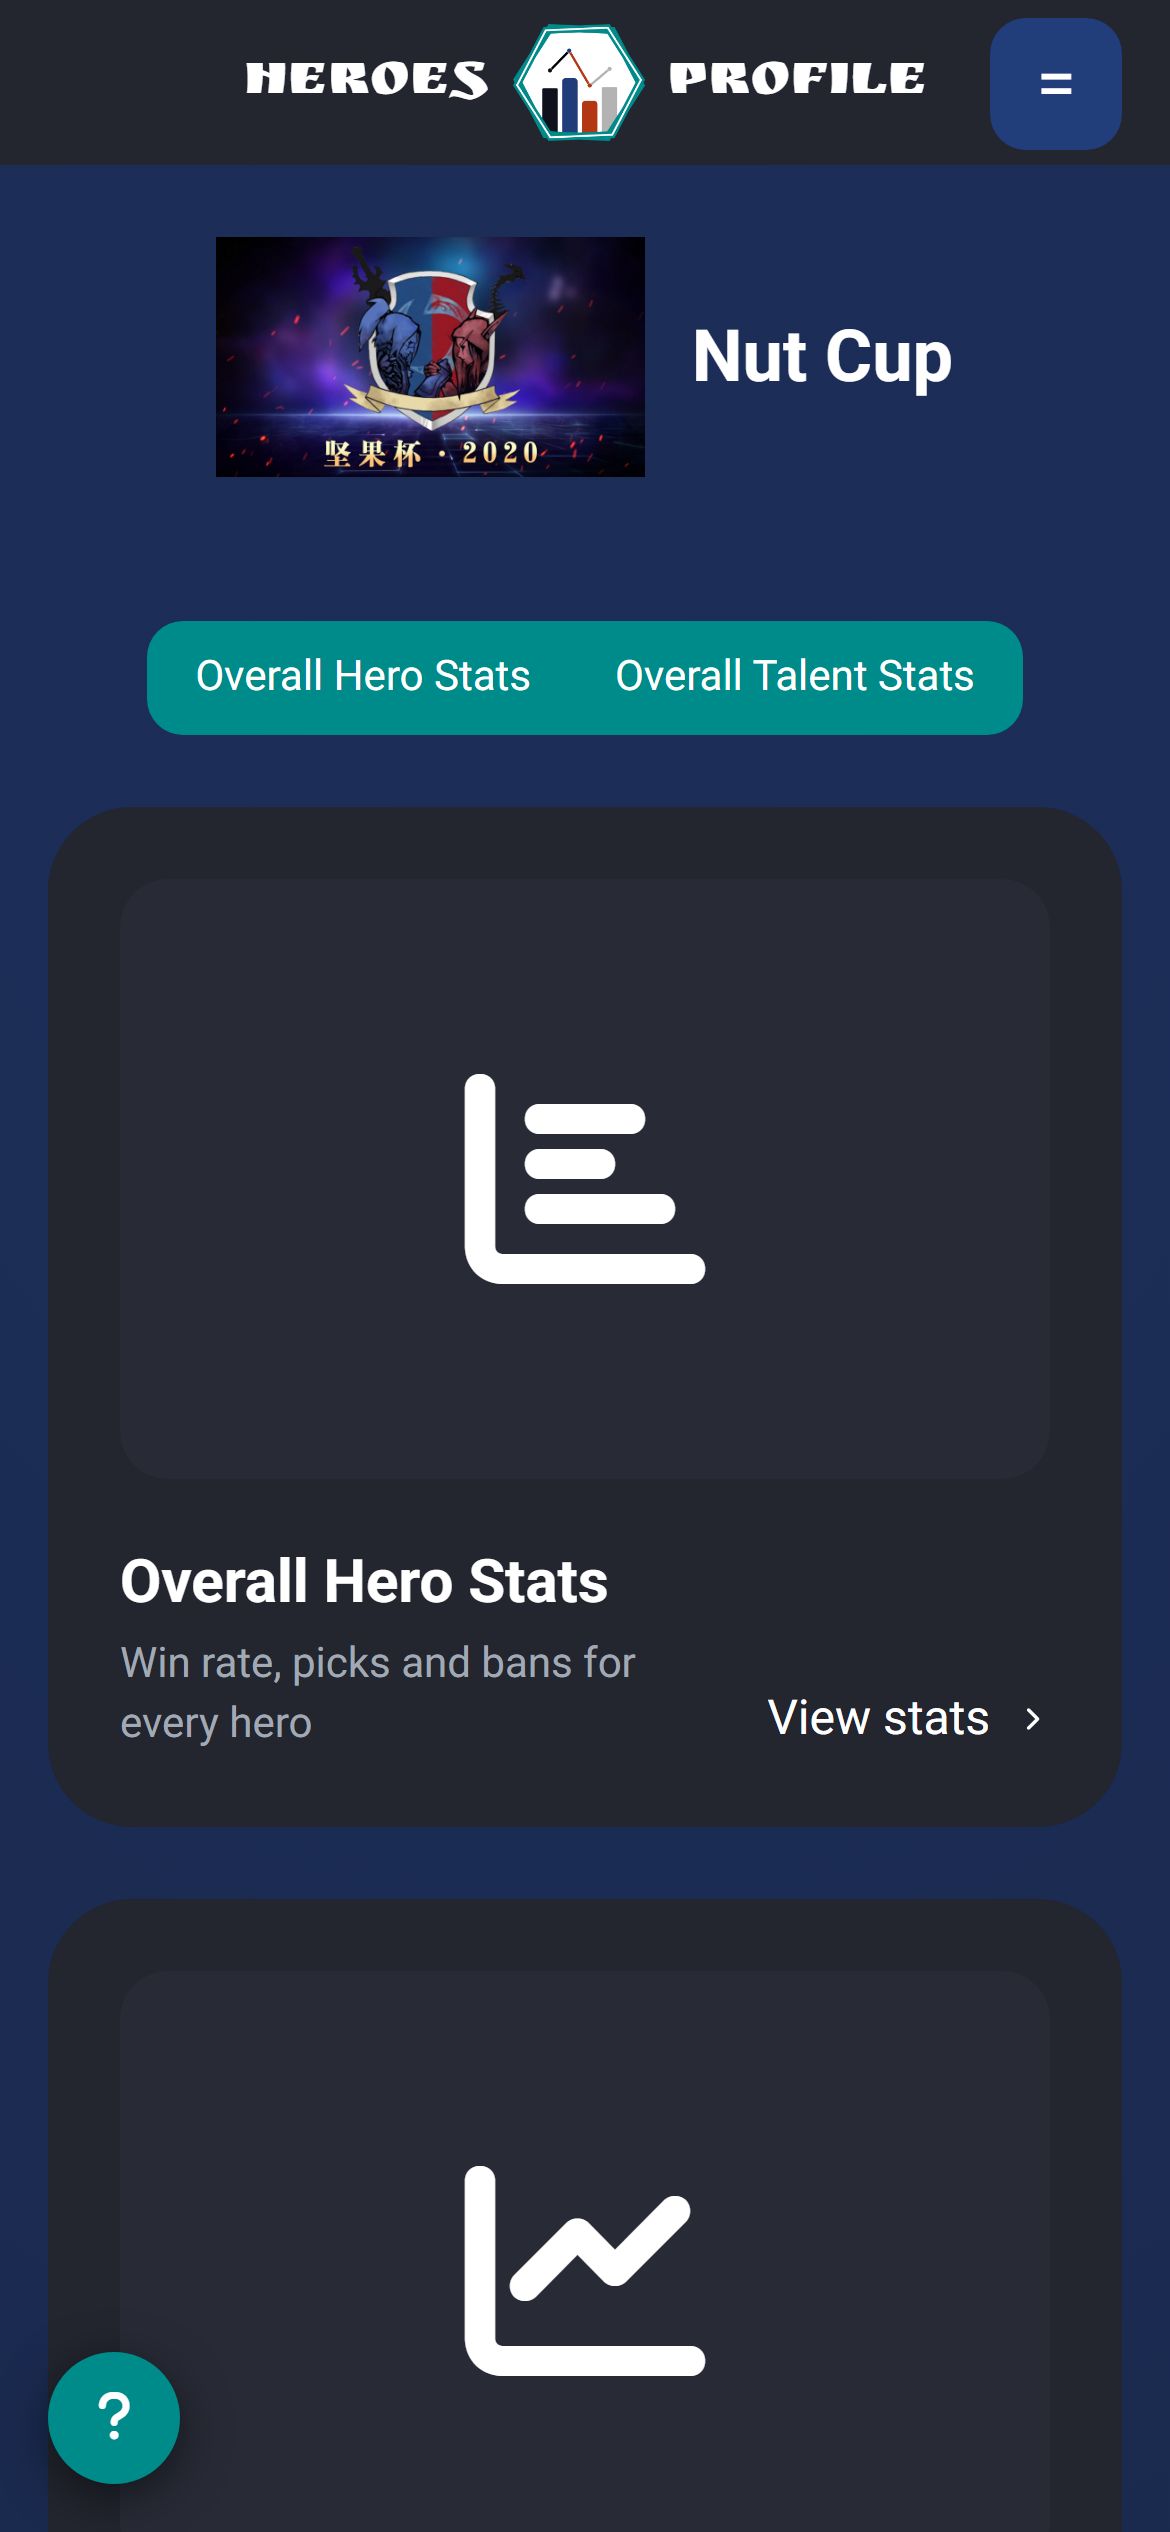 HEROES PROFILE
坚果杯·2020
Nut Cup
Overall Hero Stats Overall Talent Stats
Overall Hero Stats
Win rate, picks and bans for
every hero
View stats
?